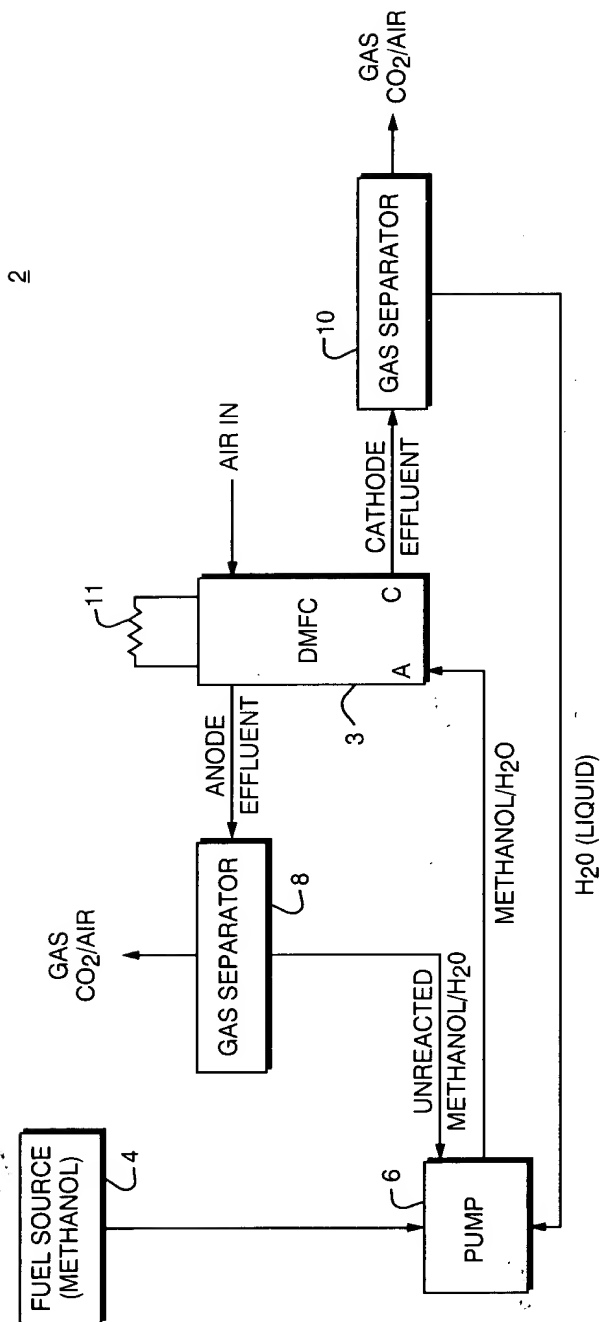 2
FUEL SOURCE
(METHANOL)
4
GAS
CO2/AIR
GAS SEPARATOR
8
ANODE
EFFLUENT
11
DMFC
A
C
3
AIR IN
CATHODE
EFFLUENT
10
GAS SEPARATOR
GAS
CO2/AIR
6
PUMP
UNREACTED
METHANOL/H2O
METHANOL/H2O
H2O (LIQUID)